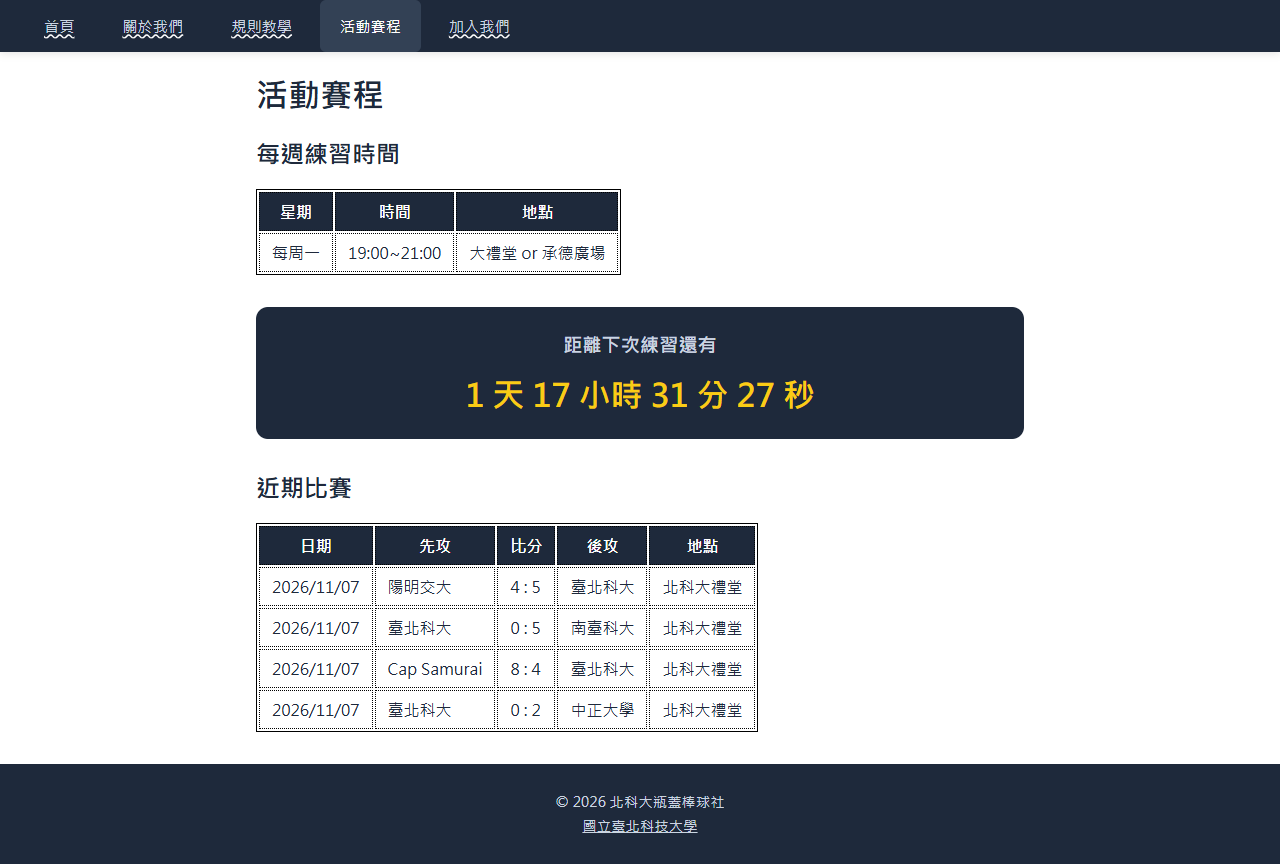 首頁 關於我們 規則教學 活動賽程 加入我們
活動賽程
每週練習時間
星期 時間 地點
每周一 19:00~21:00 大禮堂 or 承德廣場
距離下次練習還有
1 天 17 小時 31 分 27 秒
近期比賽
日期 先攻 比分 後攻 地點
2026/11/07 陽明交大 4 : 5 臺北科大 北科大禮堂
2026/11/07 臺北科大 0 : 5 南臺科大 北科大禮堂
2026/11/07 Cap Samurai 8 : 4 臺北科大 北科大禮堂
2026/11/07 臺北科大 0 : 2 中正大學 北科大禮堂
© 2026 北科大瓶蓋棒球社
國立臺北科技大學